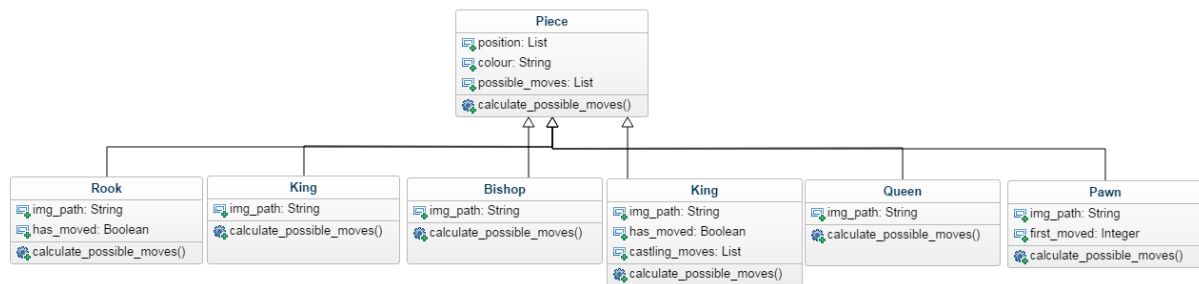 Piece
position: List
colour: String
possible_moves: List
calculate_possible_moves()
Rook
img_path: String
has_moved: Boolean
calculate_possible_moves()
King
img_path: String
calculate_possible_moves()
Bishop
img_path: String
calculate_possible_moves()
King
img_path: String
has_moved: Boolean
castling_moves: List
calculate_possible_moves()
Queen
img_path: String
calculate_possible_moves()
Pawn
img_path: String
first_moved: Integer
calculate_possible_moves()